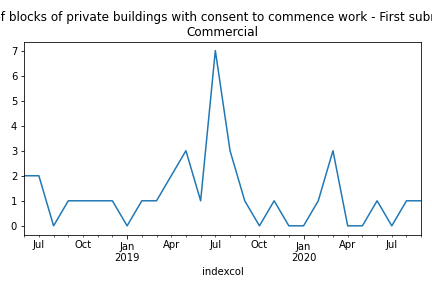 of blocks of private buildings with consent to commence work - First
Commercial
7
6
5
4
3
2
1
0
Jul Oct Jan Apr Jul Oct Jan Apr Jul
2019 2020
indexcol